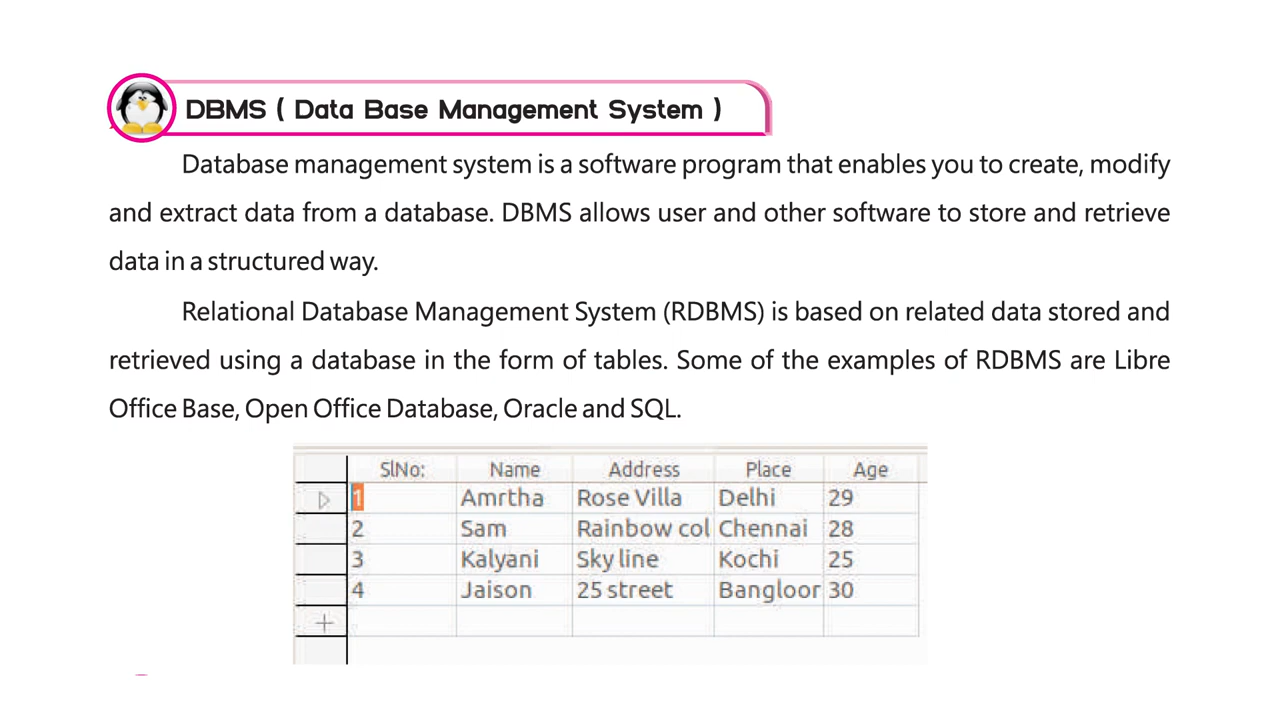 DBMS ( Data Base Management System )
Database management system is a software program that enables you to create, modify
and extract data from a database. DBMS allows user and other software to store and retrieve
data in a structured way.
Relational Database Management System (RDBMS) is based on related data stored and
retrieved using a database in the form of tables. Some of the examples of RDBMS are Libre
Office Base, Open Office Database, Oracle and SQL.
SlNo: Name Address Place Age
1 Amrtha Rose Villa Delhi 29
2 Sam Rainbow col Chennai 28
3 Kalyani Sky line Kochi 25
4 Jaison 25 street Bangloor 30